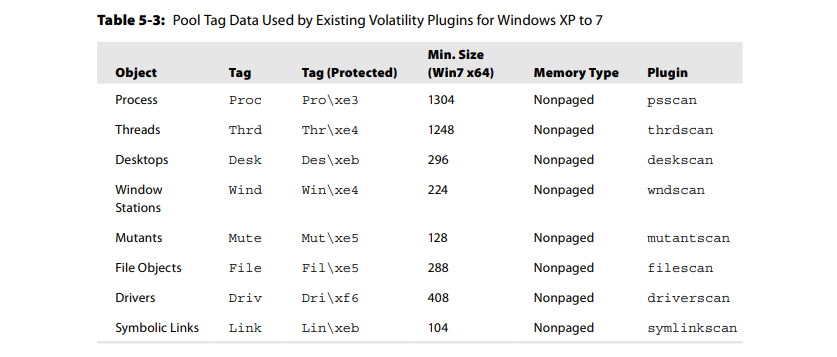 Table 5-3: Pool Tag Data Used by Existing Volatility Plugins for Windows XP to 7
Object Tag Tag (Protected) Min. Size (Win7 x64) Memory Type Plugin
Process Proc Pro\xe3 1304 Nonpaged psscan
Threads Thrd Thr\xe4 1248 Nonpaged thrdscan
Desktops Desk Des\xeb 296 Nonpaged deskscan
Window Stations Wind Win\xe4 224 Nonpaged wndscan
Mutants Mute Mut\xe5 128 Nonpaged mutantscan
File Objects File Fil\xe5 288 Nonpaged filescan
Drivers Driv Dri\xf6 408 Nonpaged driverscan
Symbolic Links Link Lin\xeb 104 Nonpaged symlinkscan